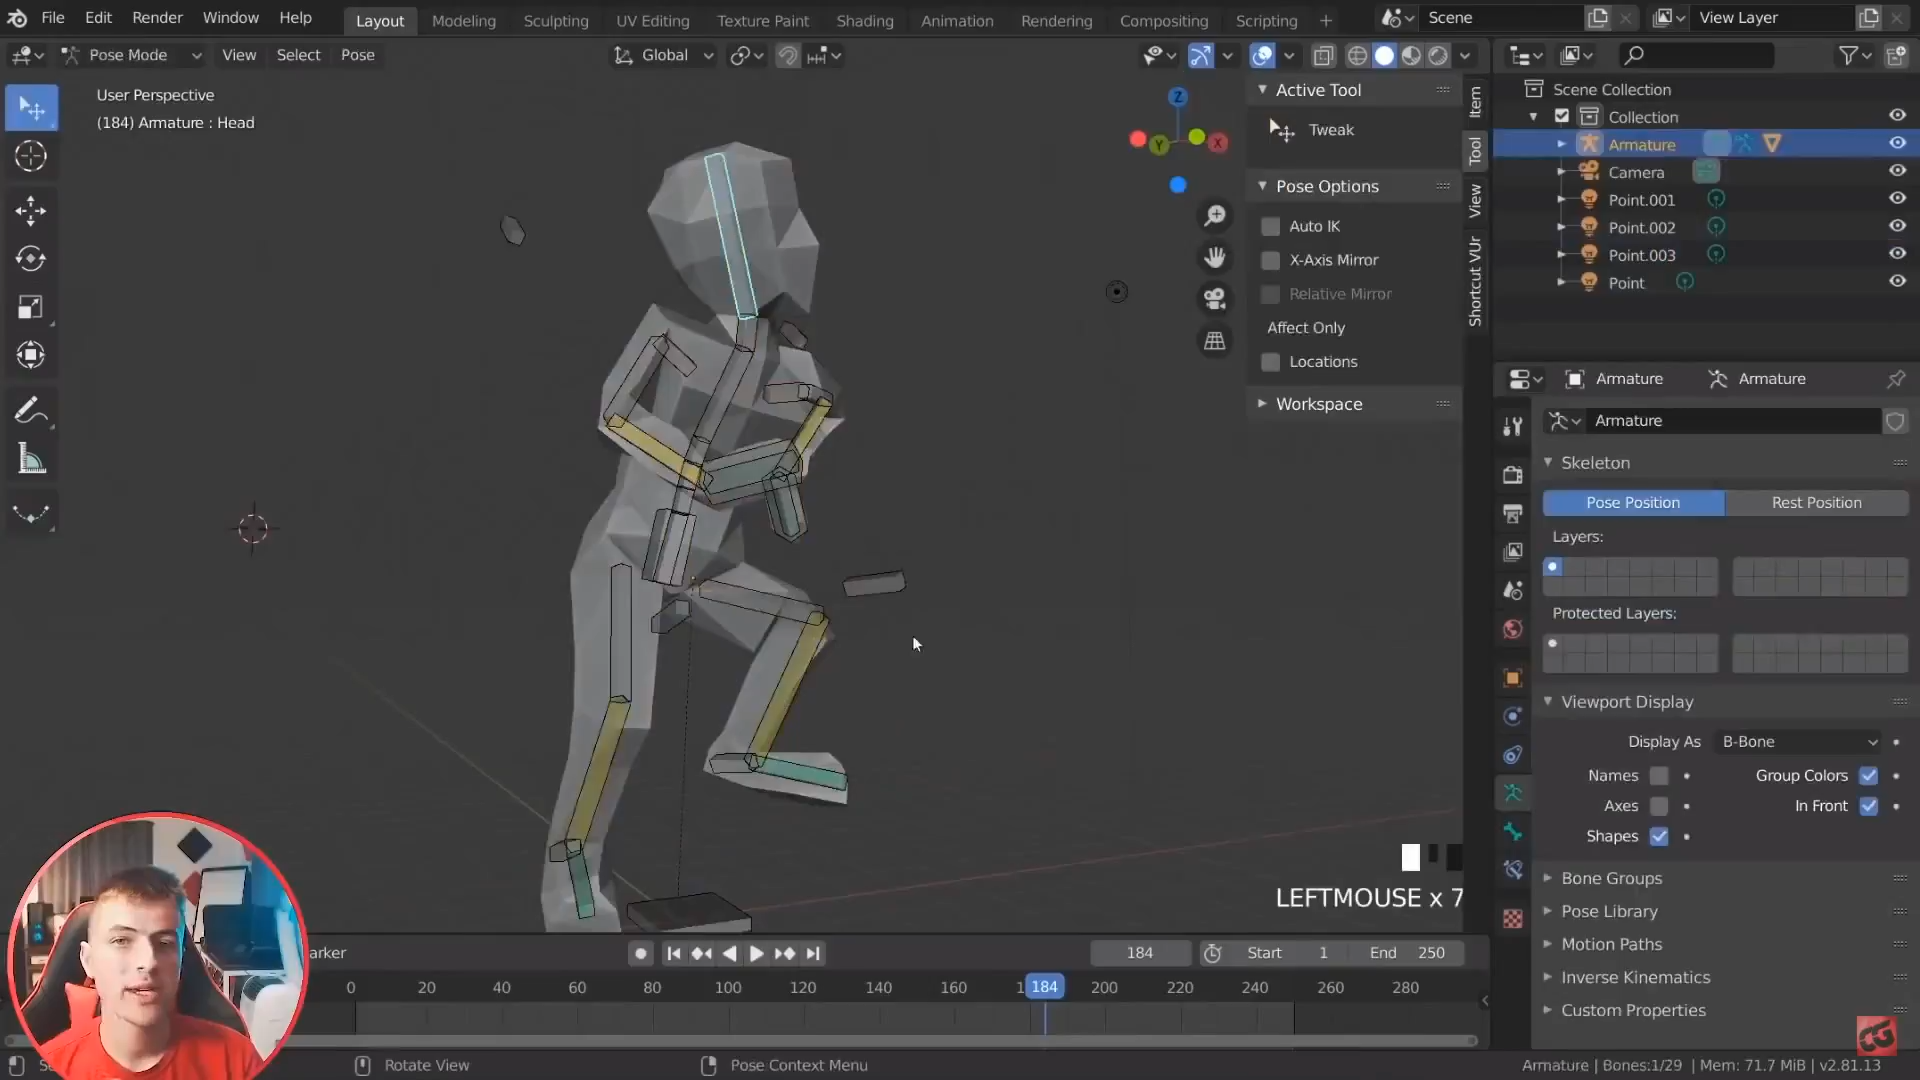 File Edit Render Window Help
Layout Modeling Sculpting UV Editing Texture Paint Shading Animation Rendering Compositing Scripting +
Scene
View Layer
Pose Mode View Select Pose
Global
User Perspective
(184) Armature : Head
Z
Y
X
Active Tool
Tweak
Pose Options
Auto IK
X-Axis Mirror
Relative Mirror
Affect Only
Locations
Workspace
Item
Tool
View
Shortcut VUr
Scene Collection
Collection
Armature
Camera
Point.001
Point.002
Point.003
Point
Armature Armature
Armature
Skeleton
Pose Position Rest Position
Layers:
Protected Layers:
Viewport Display
Display As B-Bone
Names Group Colors
Axes In Front
Shapes
Bone Groups
Pose Library
Motion Paths
Inverse Kinematics
Custom Properties
LEFTMOUSE x 7
arker
184 Start 1 End 250
0 20 40 60 80 100 120 140 160 1 184 200 220 240 260 280
Rotate View
Pose Context Menu
Armature | Bones:1/29 | Mem: 71.7 MiB | v2.81.13
CG